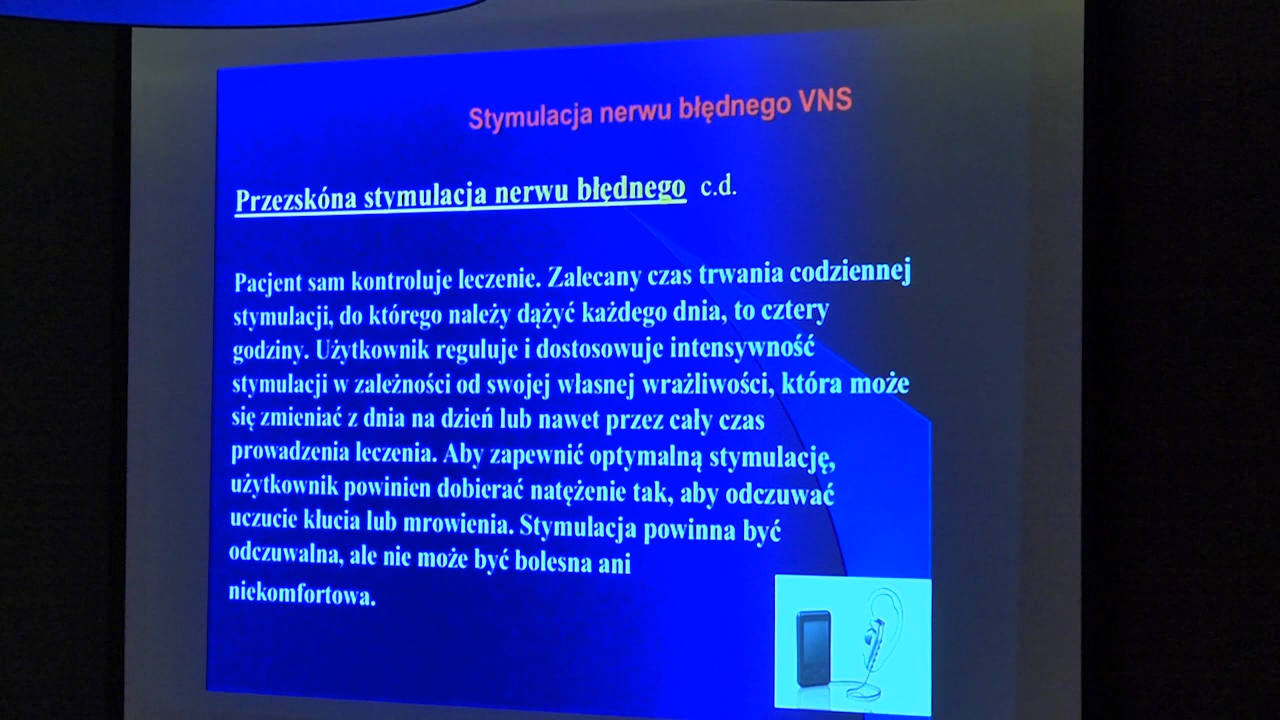 Stymulacja nerwu błędnego VNS
Przezskóna stymulacja nerwu błędnego c.d.
Pacjent sam kontroluje leczenie. Zalecany czas trwania codziennej
stymulacji, do którego należy dążyć każdego dnia, to cztery
godziny. Użytkownik reguluje i dostosowuje intensywność
stymulacji w zależności od swojej własnej wrażliwości, która może
się zmieniać z dnia na dzień lub nawet przez cały czas
prowadzenia leczenia. Aby zapewnić optymalną stymulację,
użytkownik powinien dobierać natężenie tak, aby odczuwać
uczucie kłucia lub mrowienia. Stymulacja powinna być
odczuwalna, ale nie może być bolesna ani
niekomfortowa.